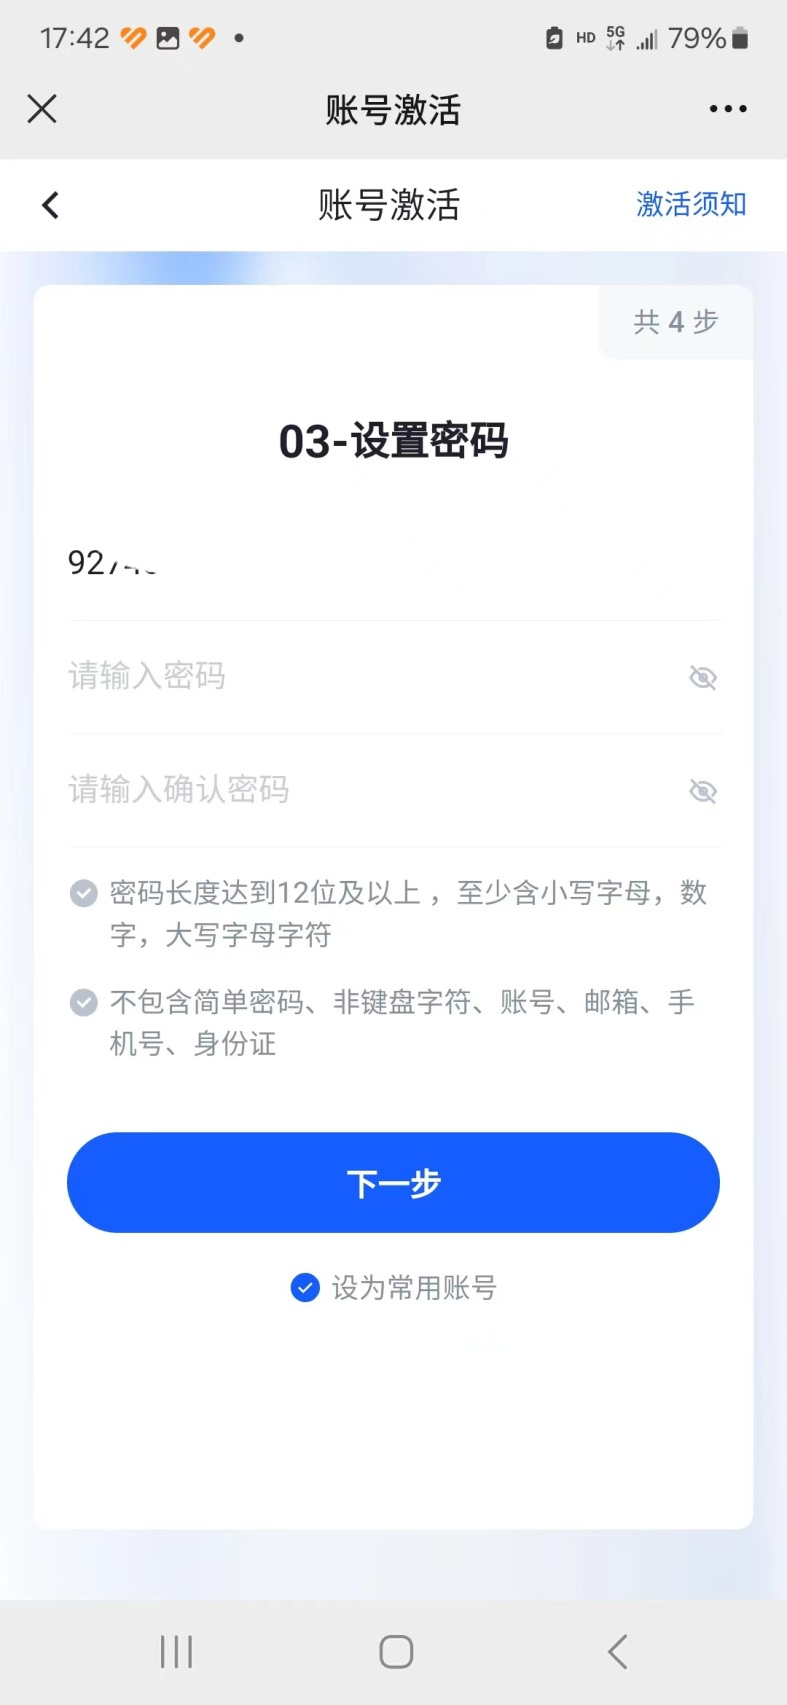 17:42
HD 5G 79%
账号激活
账号激活 激活须知
共 4 步
03-设置密码
请输入密码
请输入确认密码
密码长度达到12位及以上 ，至少含小写字母，数
字，大写字母字符
不包含简单密码、非键盘字符、账号、邮箱、手
机号、身份证
下一步
设为常用账号